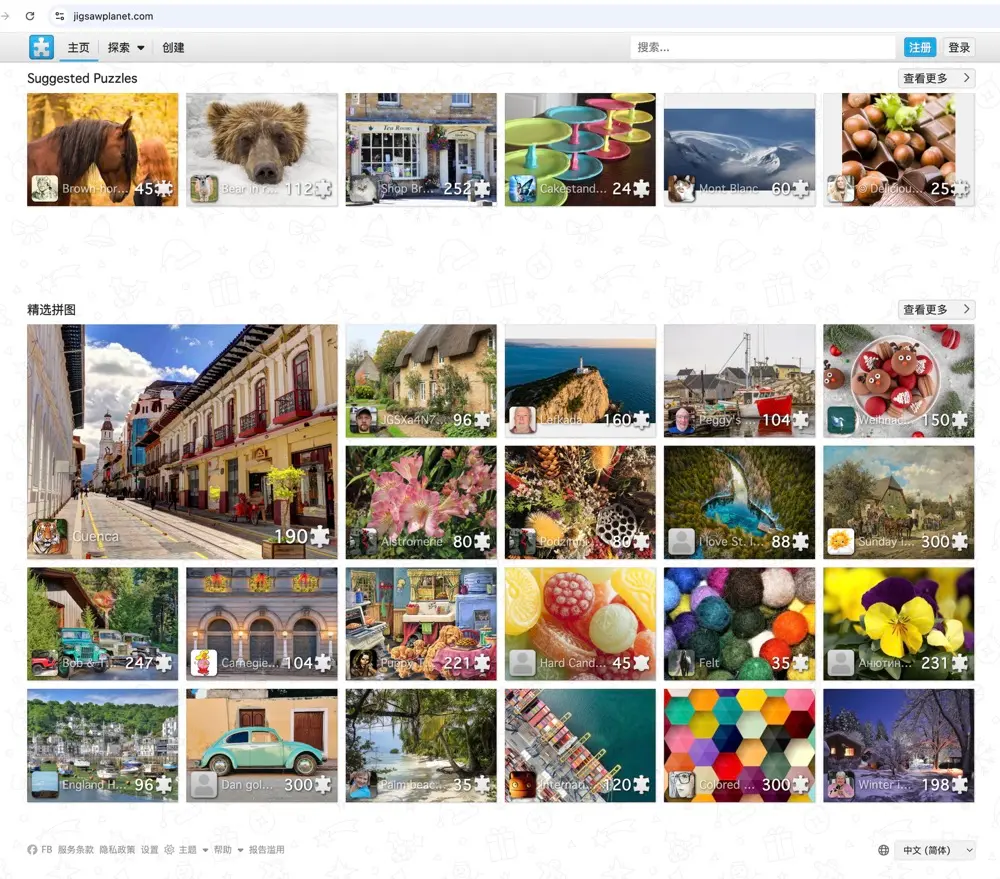 jigsawplanet.com
主页 探索 创建 搜索... 注册 登录
Suggested Puzzles 查看更多
Brown-hor... 45 Bear in r... 112 Shop Br... 252 Cakestand... 24 Mont Blanc 60 © Deliciou... 25
精选拼图 查看更多
JGSXa4N7... 96 Lefkada 160 Peggy's ... 104 Weihnac... 150
Cuenca 190 Alstromerie 80 80 I love St. I... 88 Sunday i... 300
Bob & T... 247 Carnegie... 104 Puppy T... 221 Hard Cand... 45 Felt 35 Анютин... 231
England H... 96 Dan gol... 300 Palm beac... 35 Internati... 120 Colored ... 300 Winter i... 198
FB 服务条款 隐私政策 设置 主题 帮助 报告滥用 中文 (简体)